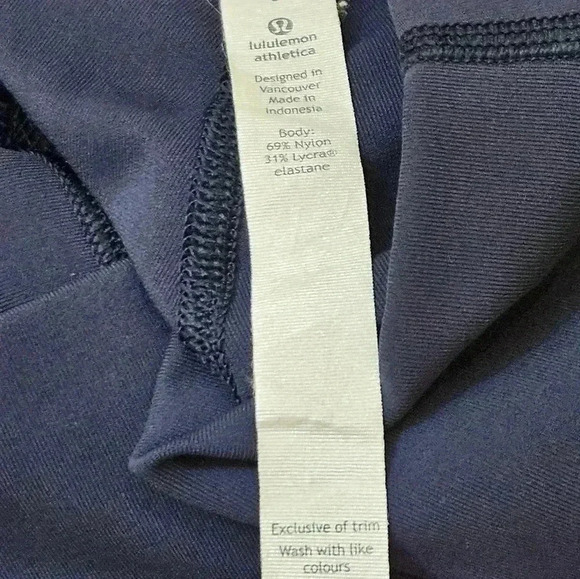 lululemon
athletica
Designed in
Vancouver
Made in
Indonesia
Body:
69% Nylon
31% Lycra®
elastane
Exclusive of trim
Wash with like
colours